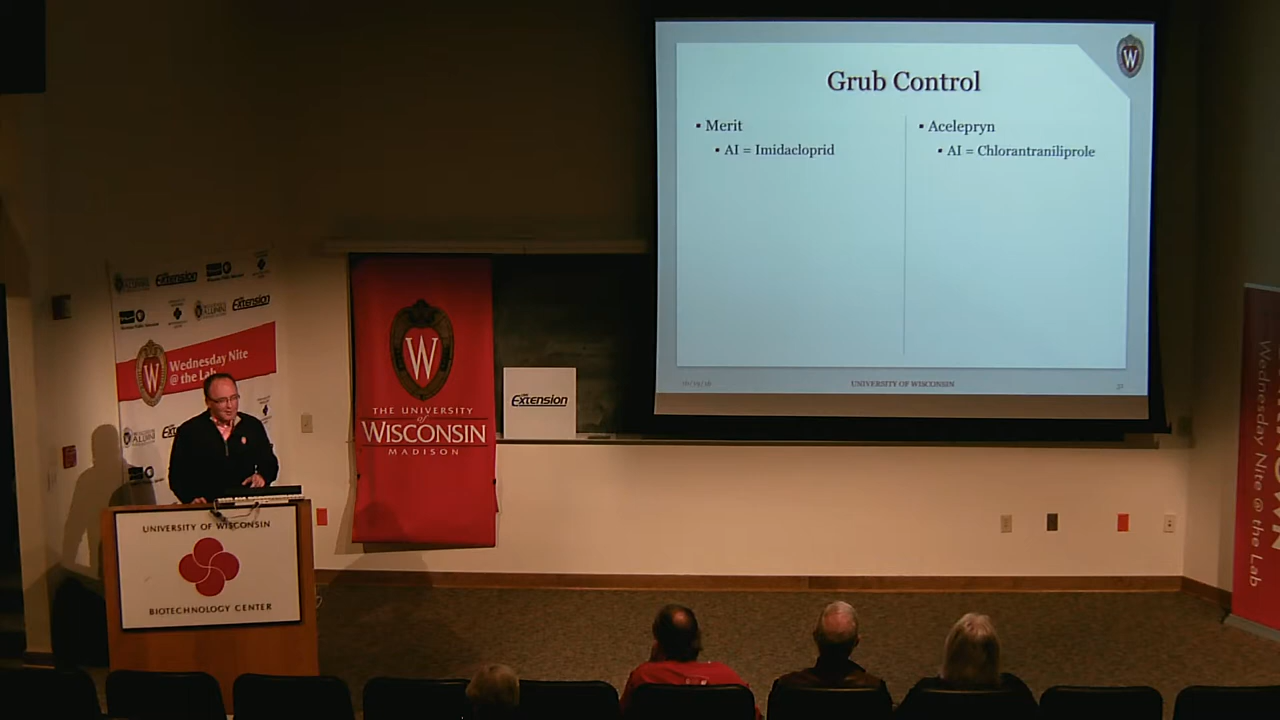 Grub Control
▪ Merit
▪ AI = Imidacloprid
▪ Acelepryn
▪ AI = Chlorantraniliprole
UNIVERSITY OF WISCONSIN
W
Extension
Extension
Wednesday Nite
@ the Lab
W
THE UNIVERSITY
of
WISCONSIN
MADISON
Extension
UNIVERSITY OF WISCONSIN
BIOTECHNOLOGY CENTER
Wednesday Nite @ the Lab